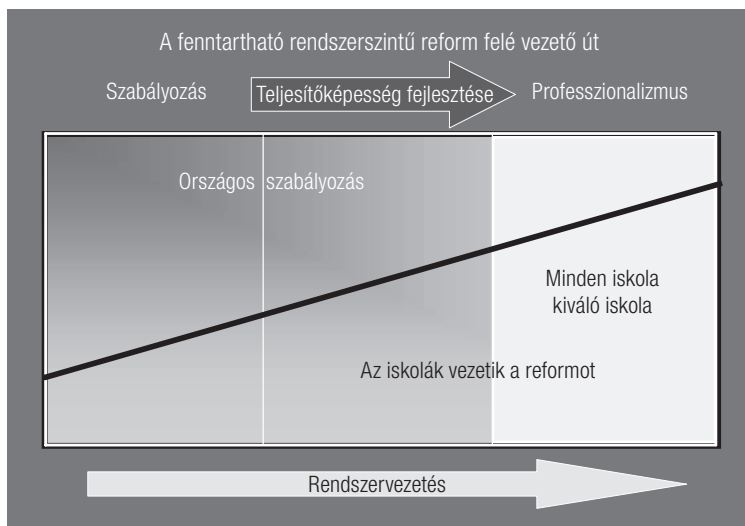 A fenntartható rendszerszintű reform felé vezető út
Szabályozás Teljesítőképesség fejlesztése Professzionalizmus
Országos szabályozás
Minden iskola
kiváló iskola
Az iskolák vezetik a reformot
Rendszervezetés